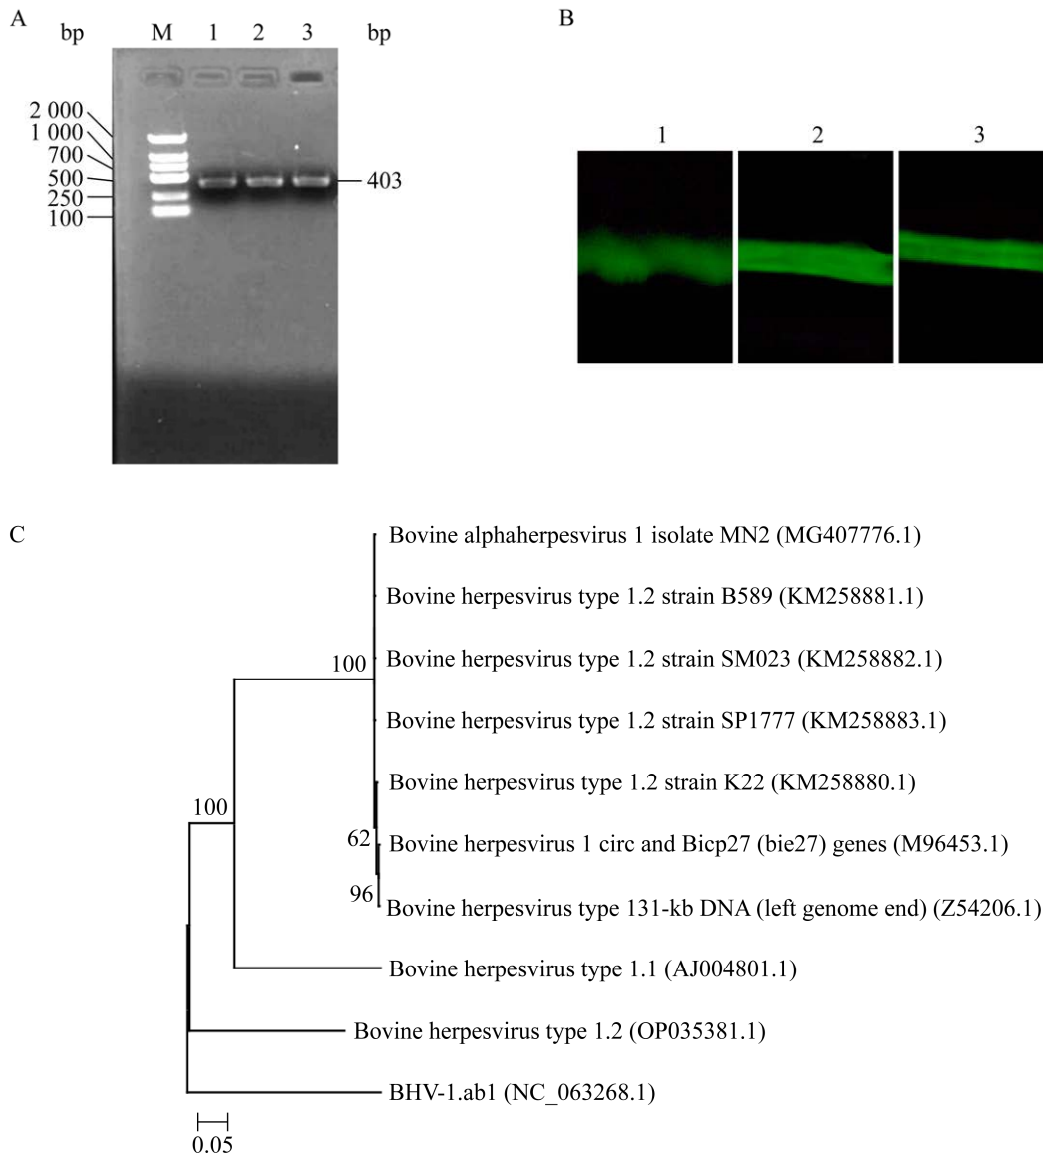 A
bp M 1 2 3 bp
2 000
1 000
700
500
250
100
403
B
1 2 3
C
Bovine alphaherpesvirus 1 isolate MN2 (MG407776.1)
Bovine herpesvirus type 1.2 strain B589 (KM258881.1)
100
Bovine herpesvirus type 1.2 strain SM023 (KM258882.1)
Bovine herpesvirus type 1.2 strain SP1777 (KM258883.1)
Bovine herpesvirus type 1.2 strain K22 (KM258880.1)
100
62
Bovine herpesvirus 1 circ and Bicp27 (bie27) genes (M96453.1)
96
Bovine herpesvirus type 131-kb DNA (left genome end) (Z54206.1)
Bovine herpesvirus type 1.1 (AJ004801.1)
Bovine herpesvirus type 1.2 (OP035381.1)
BHV-1.ab1 (NC_063268.1)
0.05